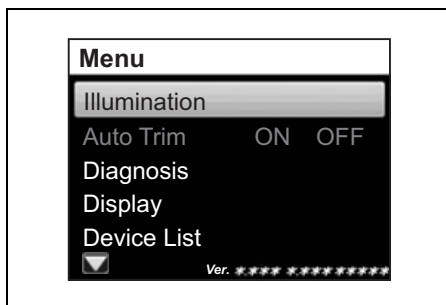 Menu
Illumination
Auto Trim ON OFF
Diagnosis
Display
Device List
Ver. *.*** *.*********